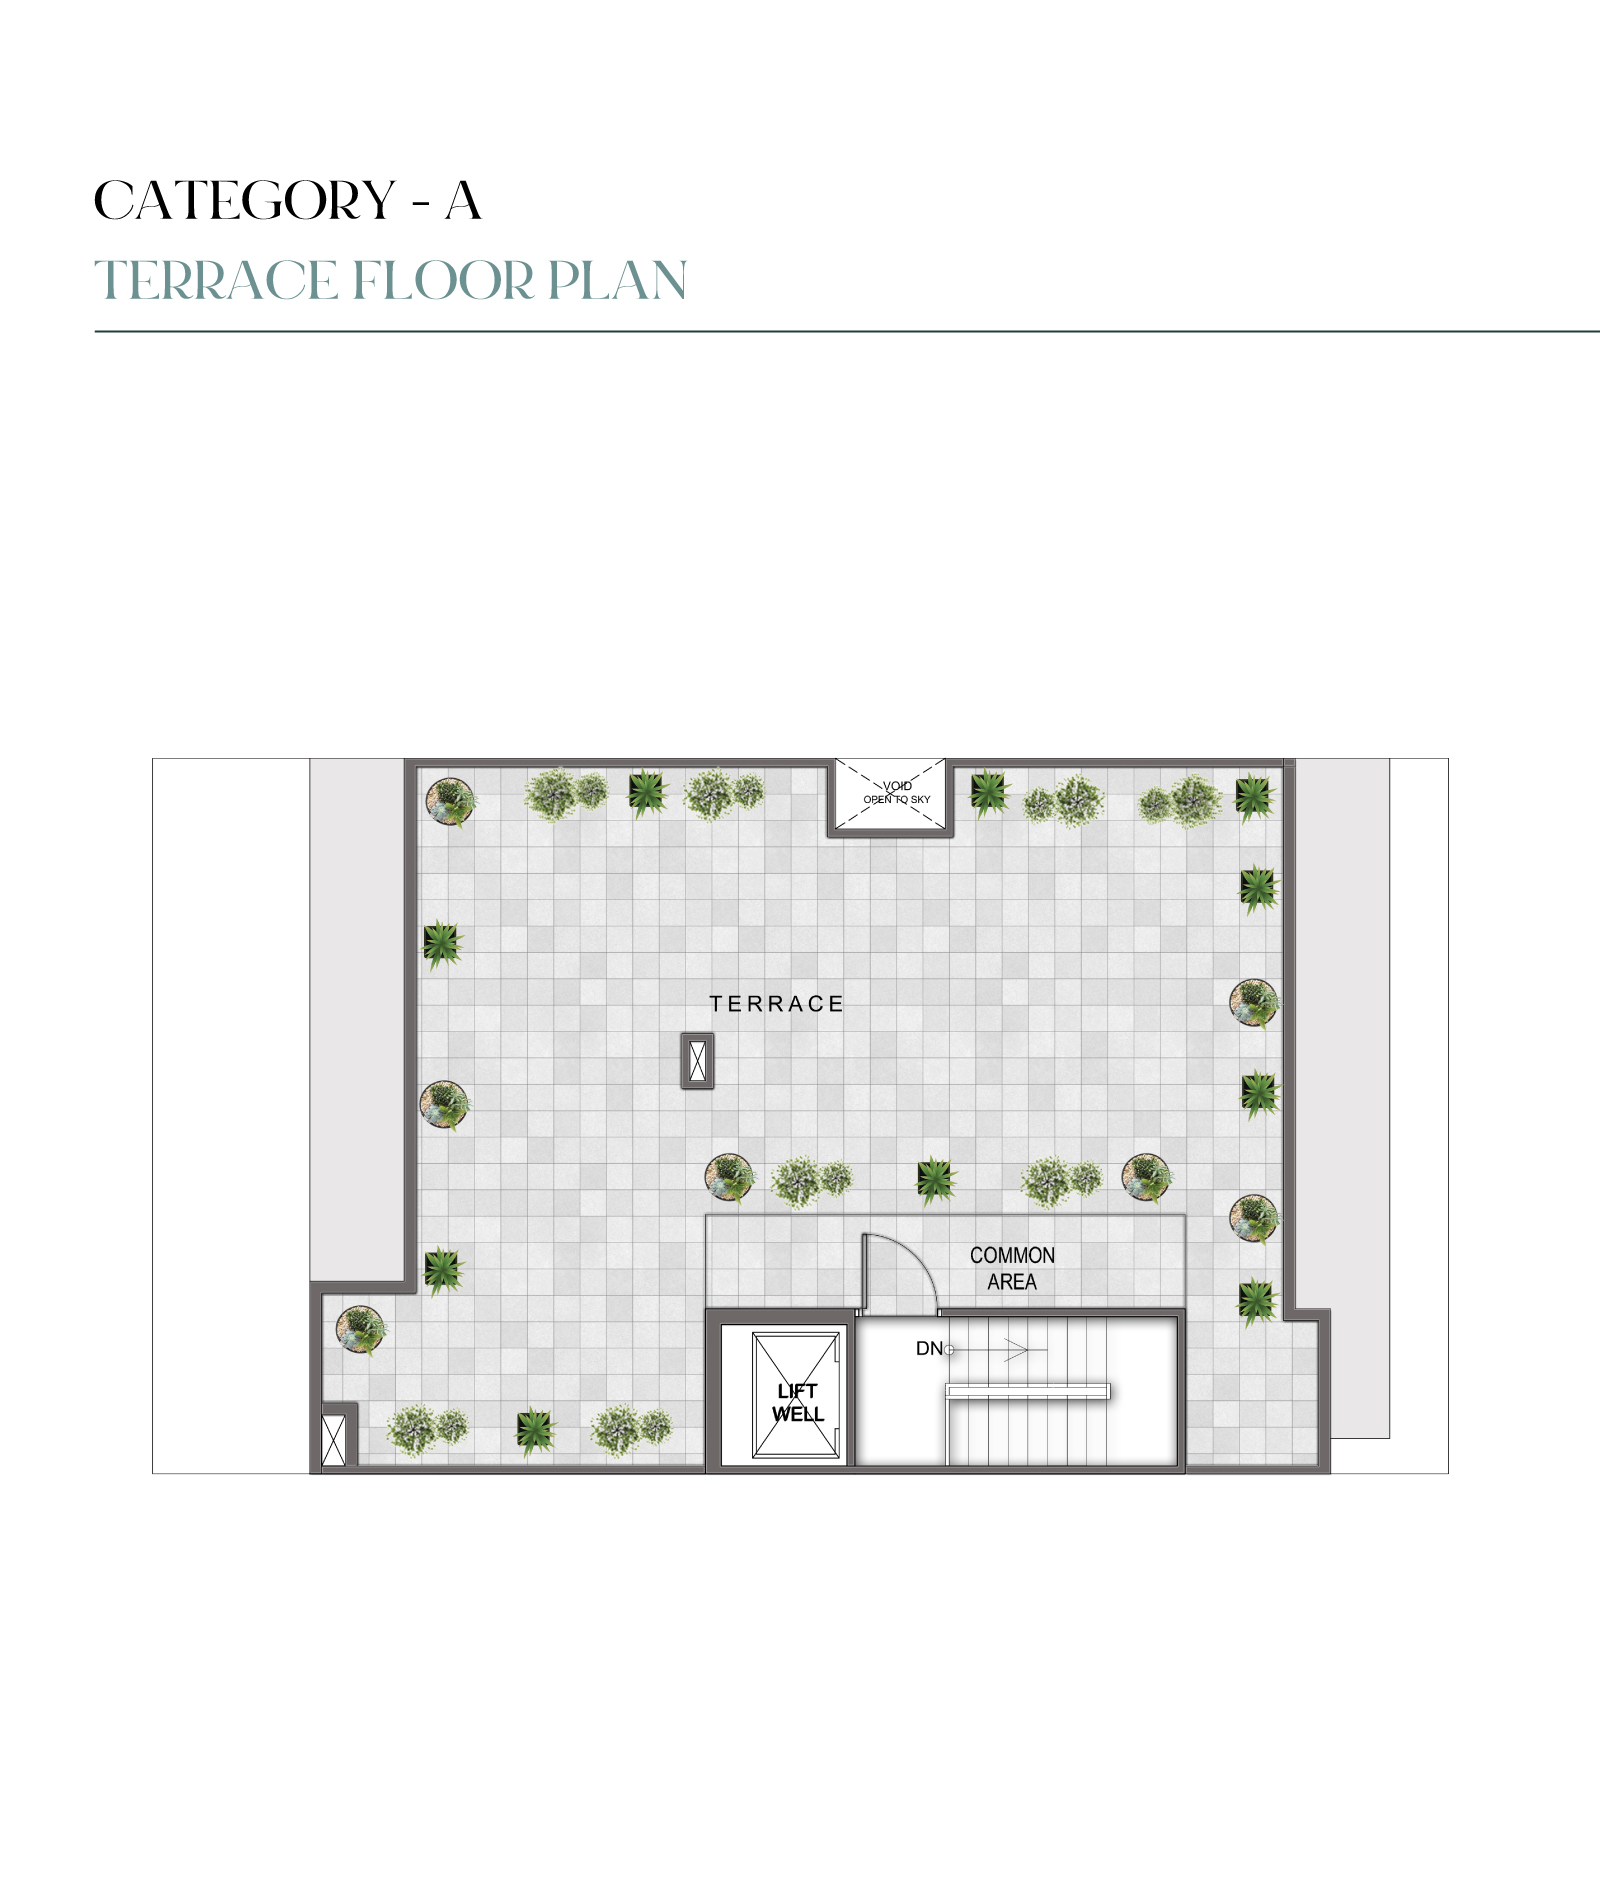 CATEGORY - A
TERRACE FLOOR PLAN
VOID
OPEN TO SKY
TERRACE
COMMON
AREA
DN
LIFT
WELL